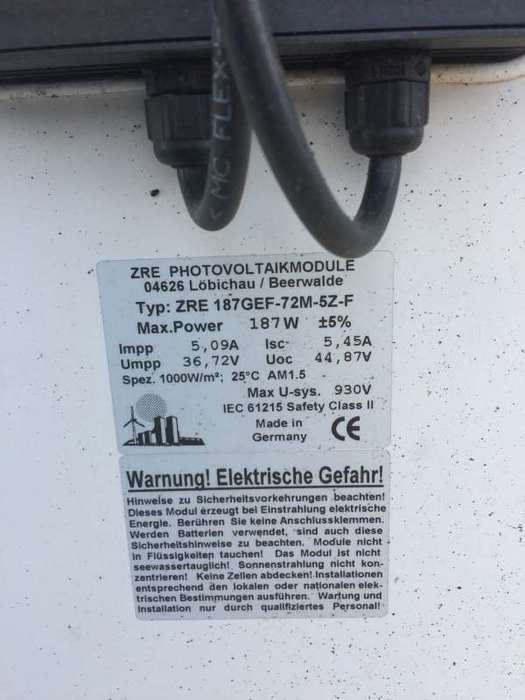 < MC FLEX
ZRE PHOTOVOLTAIKMODULE
04626 Löbichau / Beerwalde
Typ: ZRE 187GEF-72M-5Z-F
Max.Power 187W ±5%
Impp 5,09A Isc 5,45A
Umpp 36,72V Uoc 44,87V
Spez. 1000W/m²; 25°C AM1.5
Max U-sys. 930V
IEC 61215 Safety Class II
Made in
Germany CE
Warnung! Elektrische Gefahr!
Hinweise zu Sicherheitsvorkehrungen beachten!
Dieses Modul erzeugt bei Einstrahlung elektrische
Energie. Berühren Sie keine Anschlussklemmen.
Werden Batterien verwendet, sind auch diese
Sicherheitshinweise zu beachten. Module nicht
in Flüssigkeiten tauchen! Das Modul ist nicht
seewassertauglich! Sonnenstrahlung nicht kon-
zentrieren! Keine Zellen abdecken! Installationen
entsprechend den lokalen oder nationalen elek-
trischen Bestimmungen ausführen. Wartung und
Installation nur durch qualifiziertes Personal!